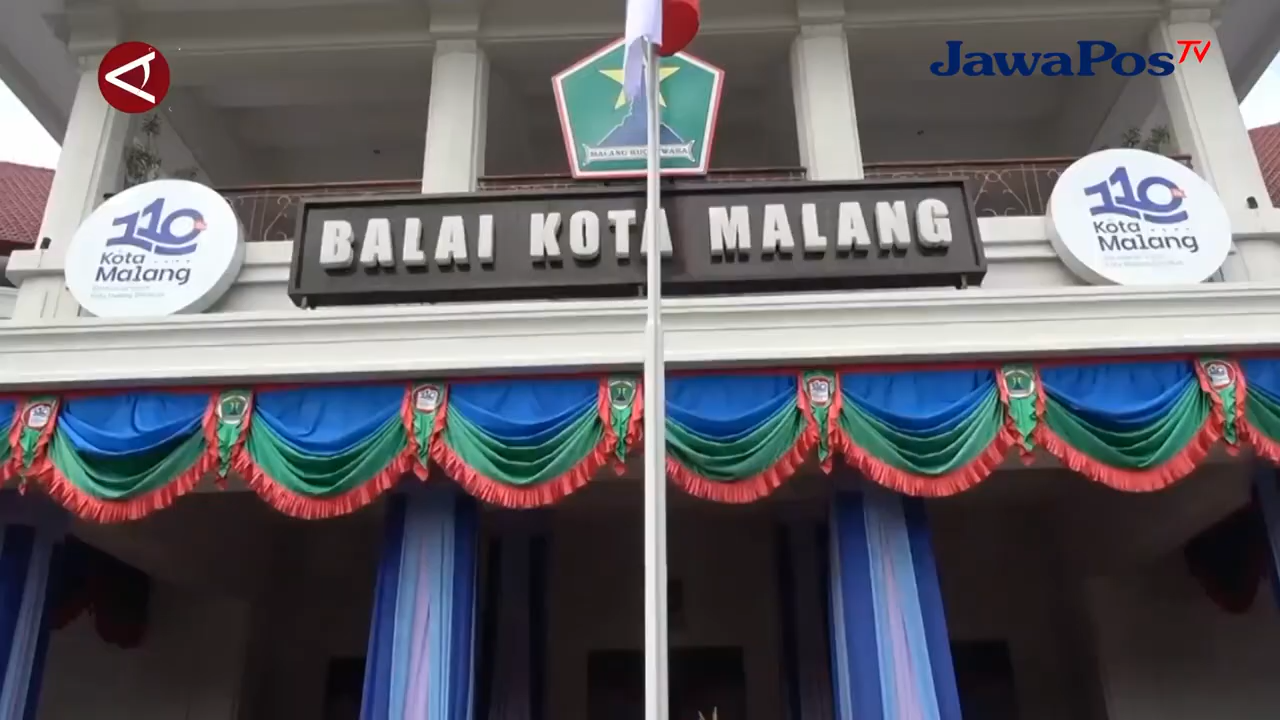 JawaPos TV
MALANG KUCECWARA
BALAI KOTA MALANG
110
Kota
Malang
110
Kota
Malang